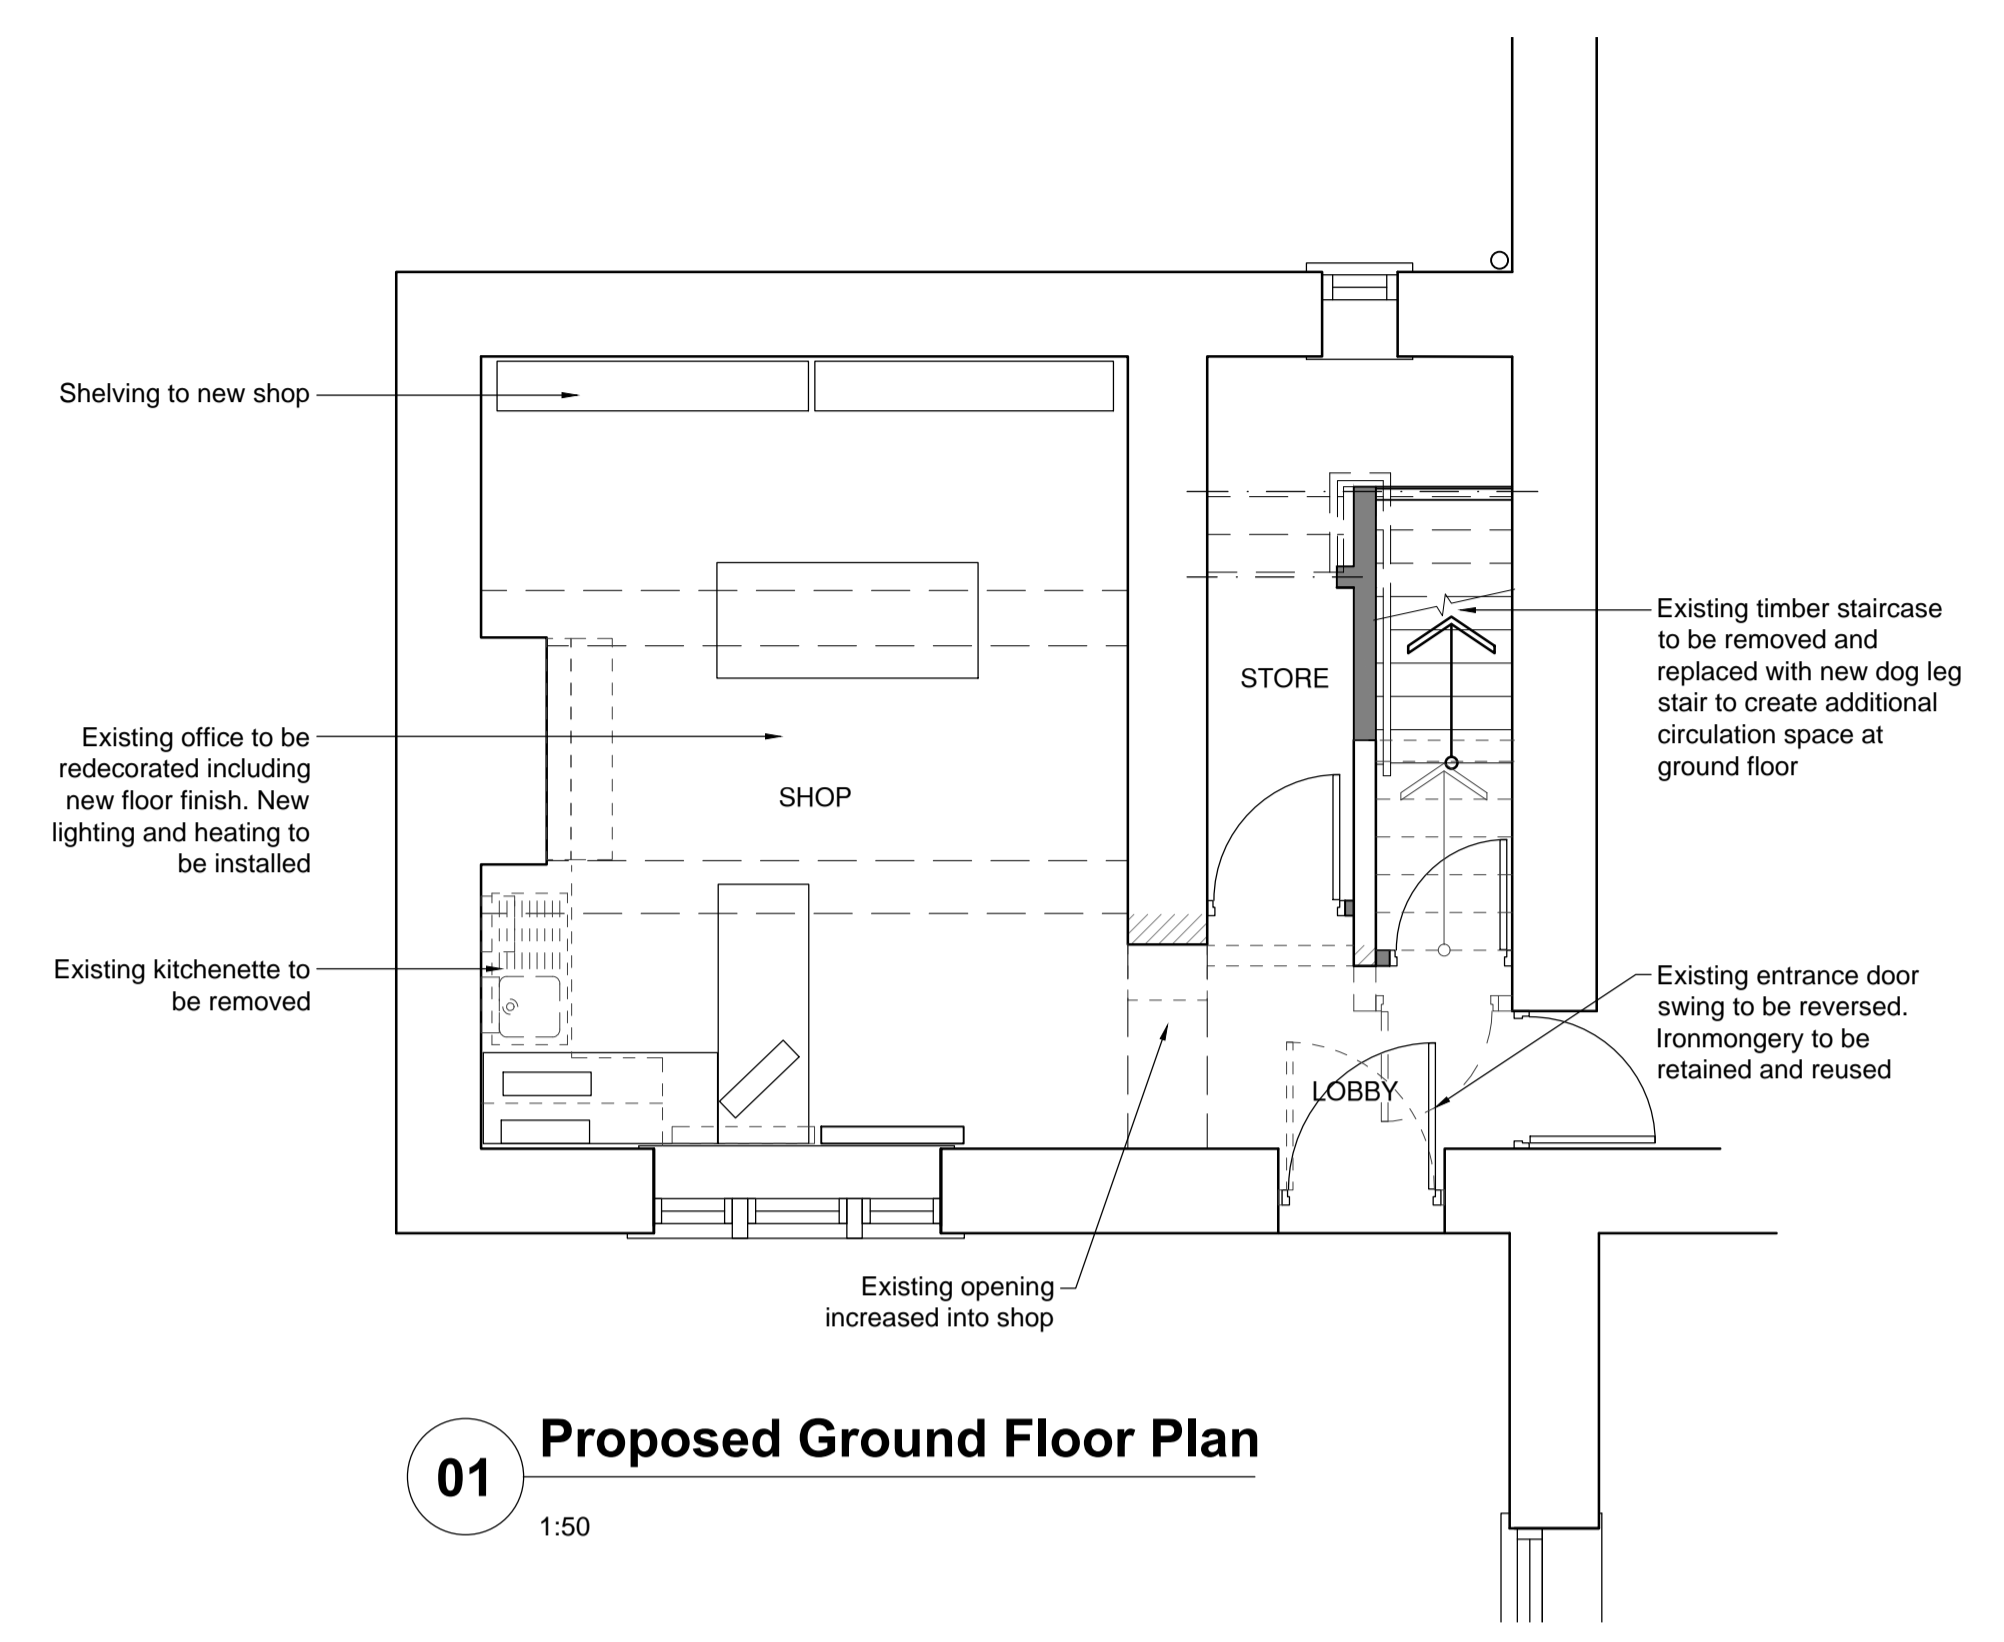 Shelving to new shop
Existing office to be
redecorated including
new floor finish. New
lighting and heating to
be installed
Existing kitchenette to
be removed
SHOP
STORE
LOBBY
Existing timber staircase
to be removed and
replaced with new dog leg
stair to create additional
circulation space at
ground floor
Existing entrance door
swing to be reversed.
Ironmongery to be
retained and reused
Existing opening
increased into shop
01
Proposed Ground Floor Plan
1:50